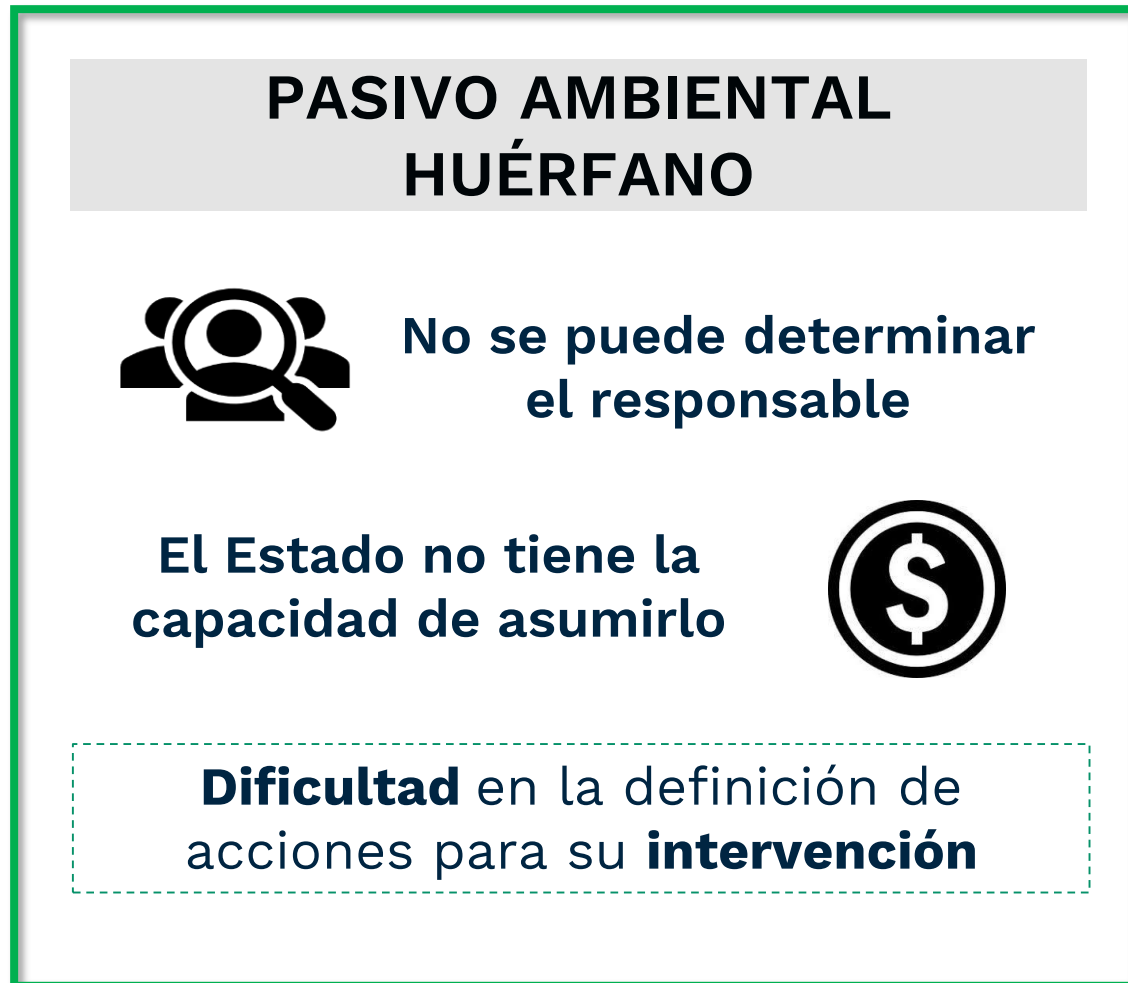 PASIVO AMBIENTAL
HUÉRFANO
No se puede determinar
el responsable
El Estado no tiene la
capacidad de asumirlo
$
Dificultad en la definición de
acciones para su intervención